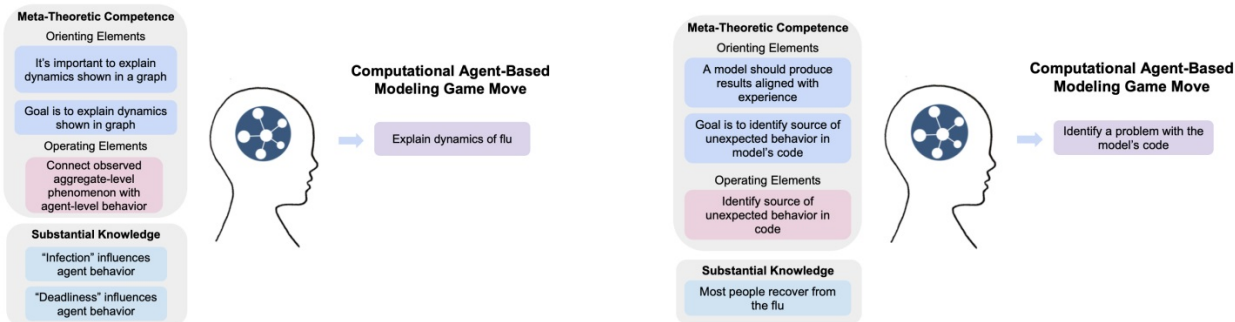 Meta-Theoretic Competence
Orienting Elements
It's important to explain
dynamics shown in a graph
Goal is to explain dynamics
shown in graph
Operating Elements
Connect observed
aggregate-level
phenomenon with
agent-level behavior
Substantial Knowledge
"Infection" influences
agent behavior
"Deadliness" influences
agent behavior
Computational Agent-Based
Modeling Game Move
Explain dynamics of flu
Meta-Theoretic Competence
Orienting Elements
A model should produce
results aligned with
experience
Goal is to identify source of
unexpected behavior in
model's code
Operating Elements
Identify source of
unexpected behavior in
code
Substantial Knowledge
Most people recover from
the flu
Computational Agent-Based
Modeling Game Move
Identify a problem with the
model's code